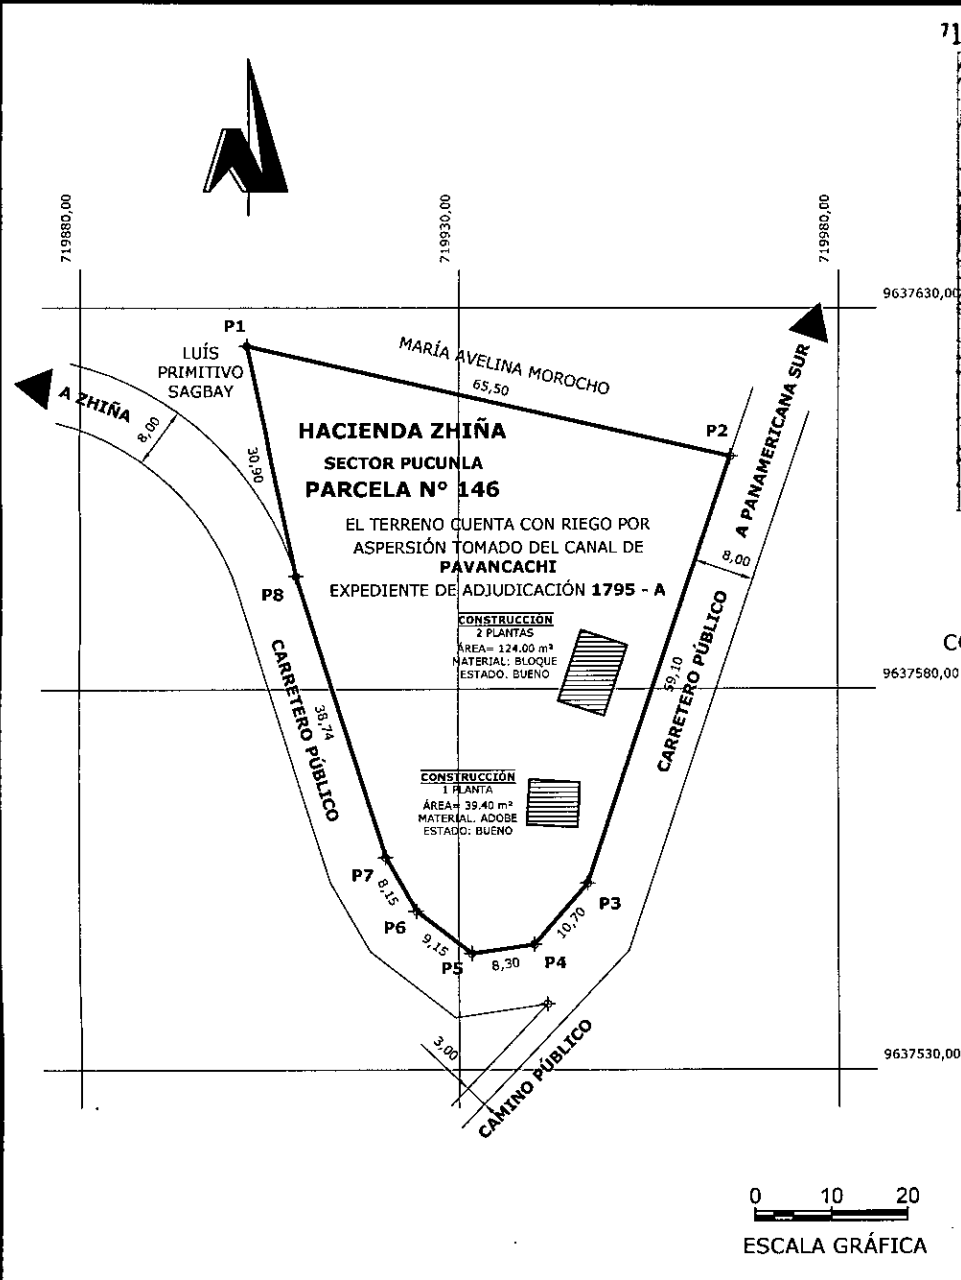 71
719880,00
719930,00
719980,00
9637630,00
P1
LUÍS
PRIMITIVO
SAGBAY
MARÍA AVELINA MOROCHO
65,50
P2
A ZHIÑA
8,00
30,90
HACIENDA ZHIÑA
SECTOR PUCUNLA
PARCELA N° 146
EL TERRENO CUENTA CON RIEGO POR
ASPERSIÓN TOMADO DEL CANAL DE
PAVANCACHI
EXPEDIENTE DE ADJUDICACIÓN 1795 - A
A PANAMERICANA SUR
8,00
P8
CONSTRUCCIÓN
2 PLANTAS
ÁREA= 124.00 m²
MATERIAL: BLOQUE
ESTADO. BUENO
CARRETERO PÚBLICO
59,10
CARRETERO PÚBLICO
9637580,00
38,74
CONSTRUCCIÓN
1 PLANTA
ÁREA= 39.40 m²
MATERIAL. ADOBE
ESTADO: BUENO
P7
8,15
P3
P6
10,70
9,15
P5
8,30
P4
3,00
CAMINO PÚBLICO
9637530,00
0 10 20
ESCALA GRÁFICA